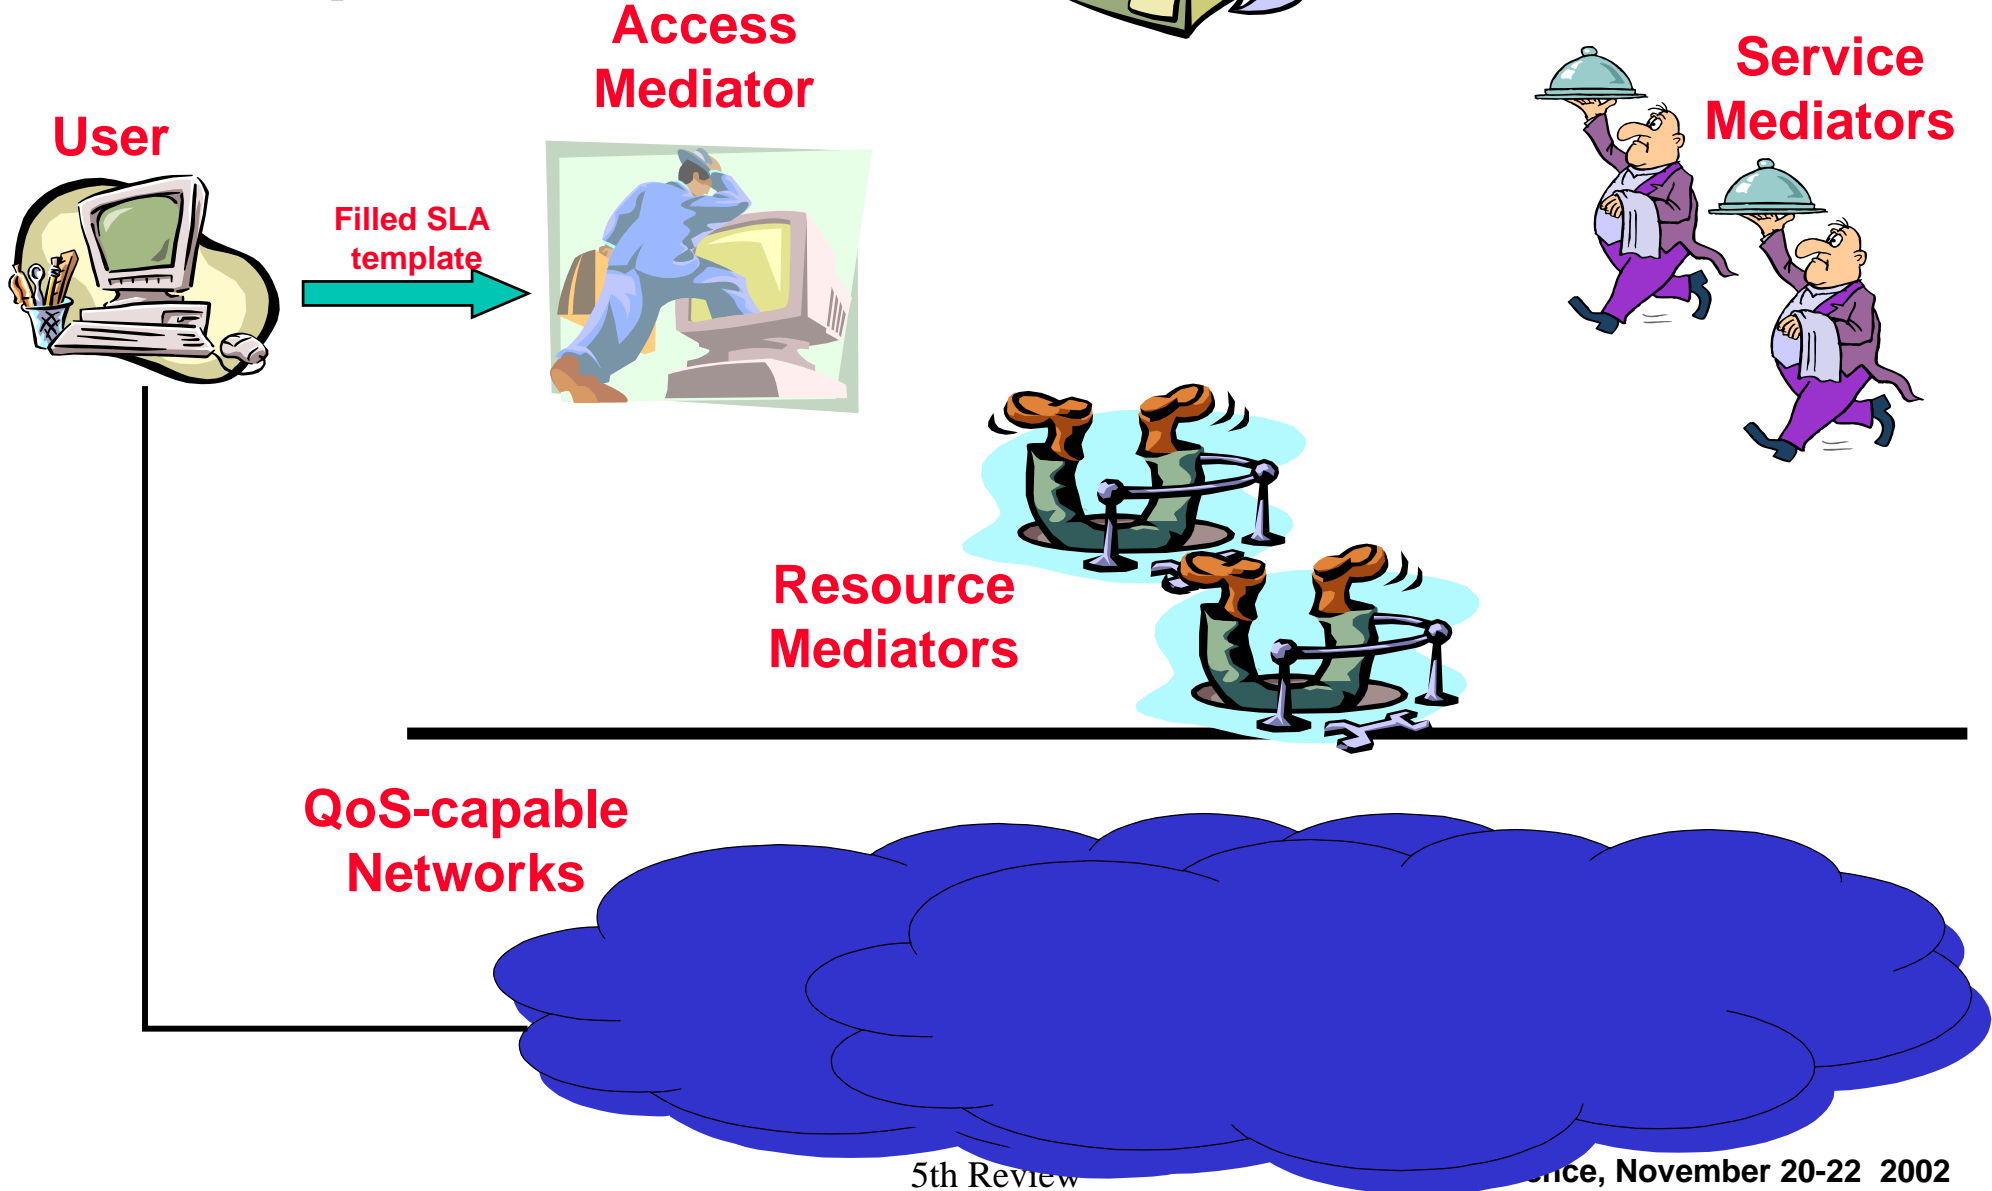 Access
Mediator
Service
Mediators
User
Filled SLA
template
Resource
Mediators
QoS-capable
Networks
5th Review
November 20-22 2002